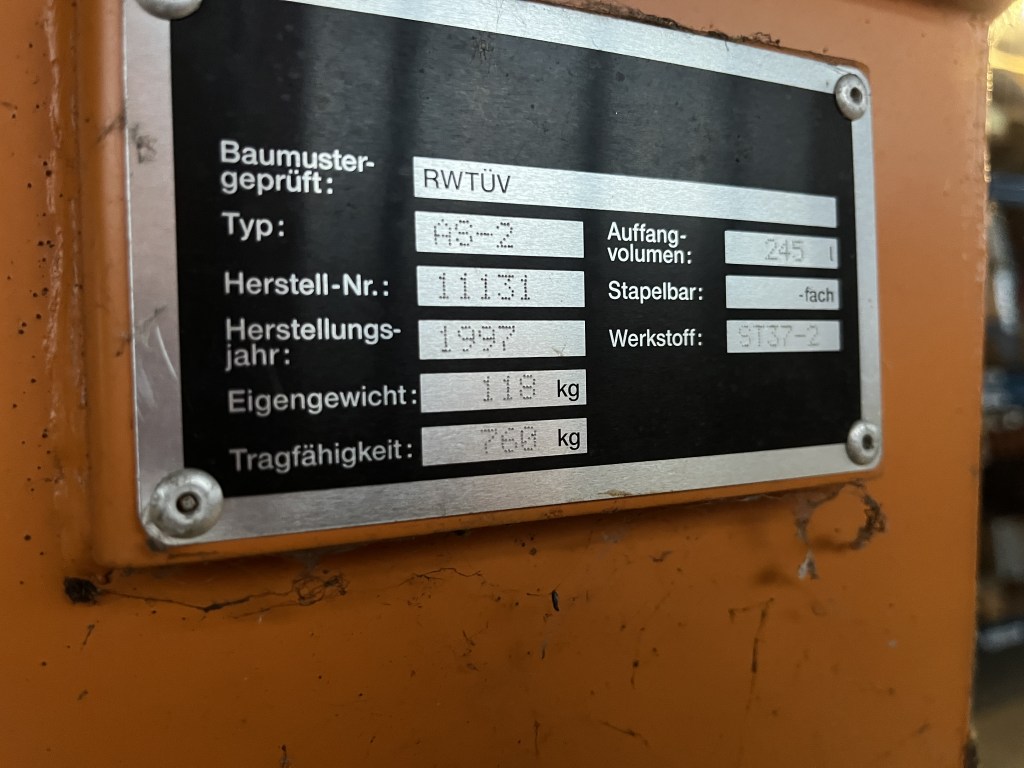 Baumuster-
geprüft: RWTÜV
Typ: AS-2
Herstell-Nr.: 11131
Herstellungs-
jahr: 1997
Eigengewicht: 118 kg
Tragfähigkeit: 760 kg
Auffang-
volumen: 245 l
Stapelbar: -fach
Werkstoff: ST37-2